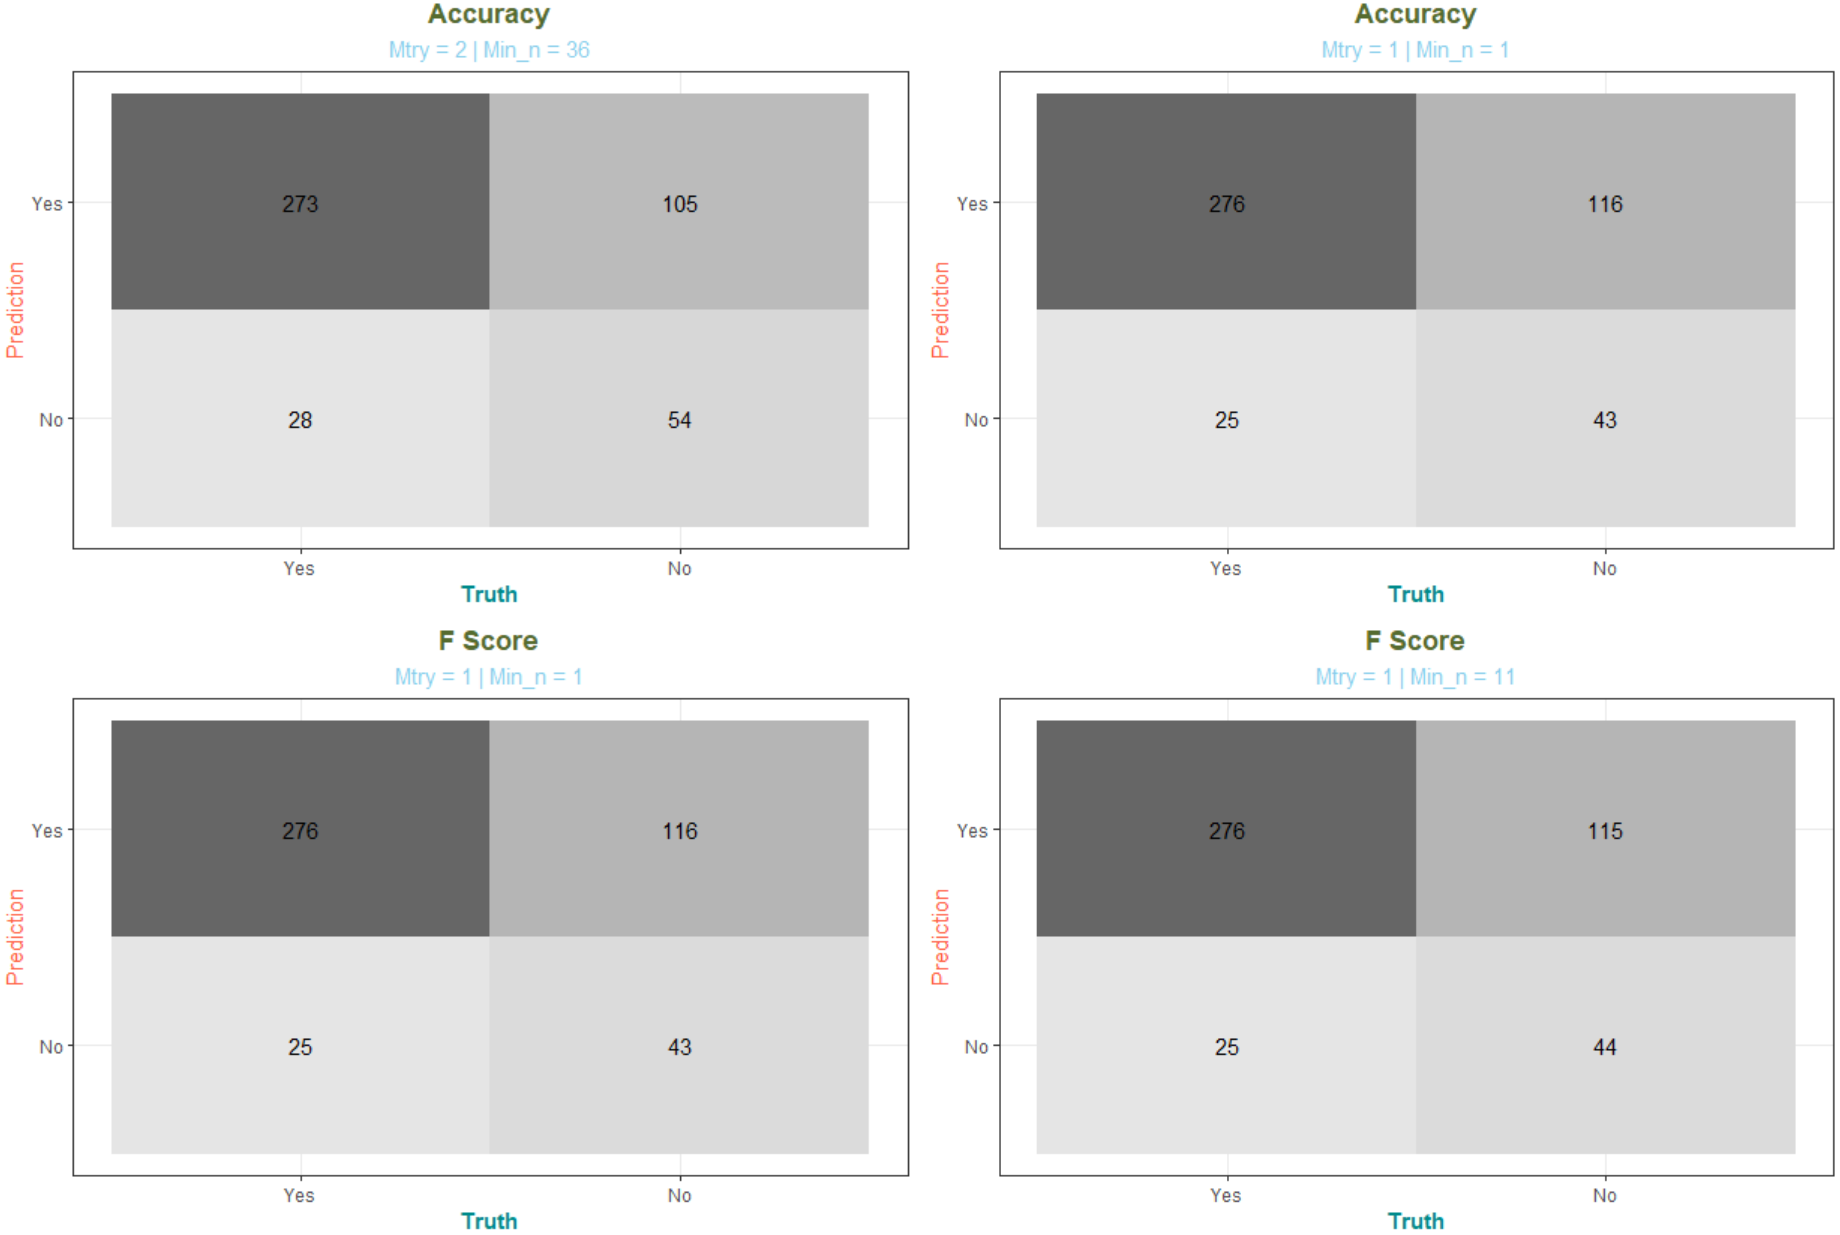 Accuracy
Mtry = 2 | Min_n = 36
Prediction
Yes
273
105
No
28
54
Yes
No
Truth
Accuracy
Mtry = 1 | Min_n = 1
Prediction
Yes
276
116
No
25
43
Yes
No
Truth
F Score
Mtry = 1 | Min_n = 1
Prediction
Yes
276
116
No
25
43
Yes
No
Truth
F Score
Mtry = 1 | Min_n = 11
Prediction
Yes
276
115
No
25
44
Yes
No
Truth